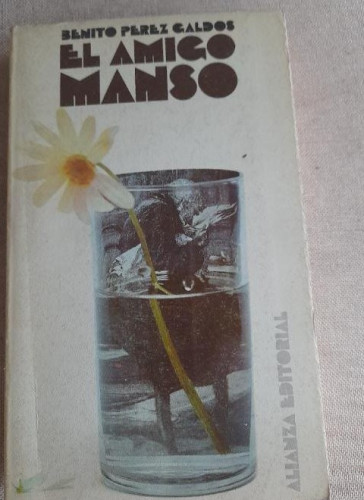 BENITO PEREZ GALDOS
EL AMIGO
MANSO
ALIANZA EDITORIAL